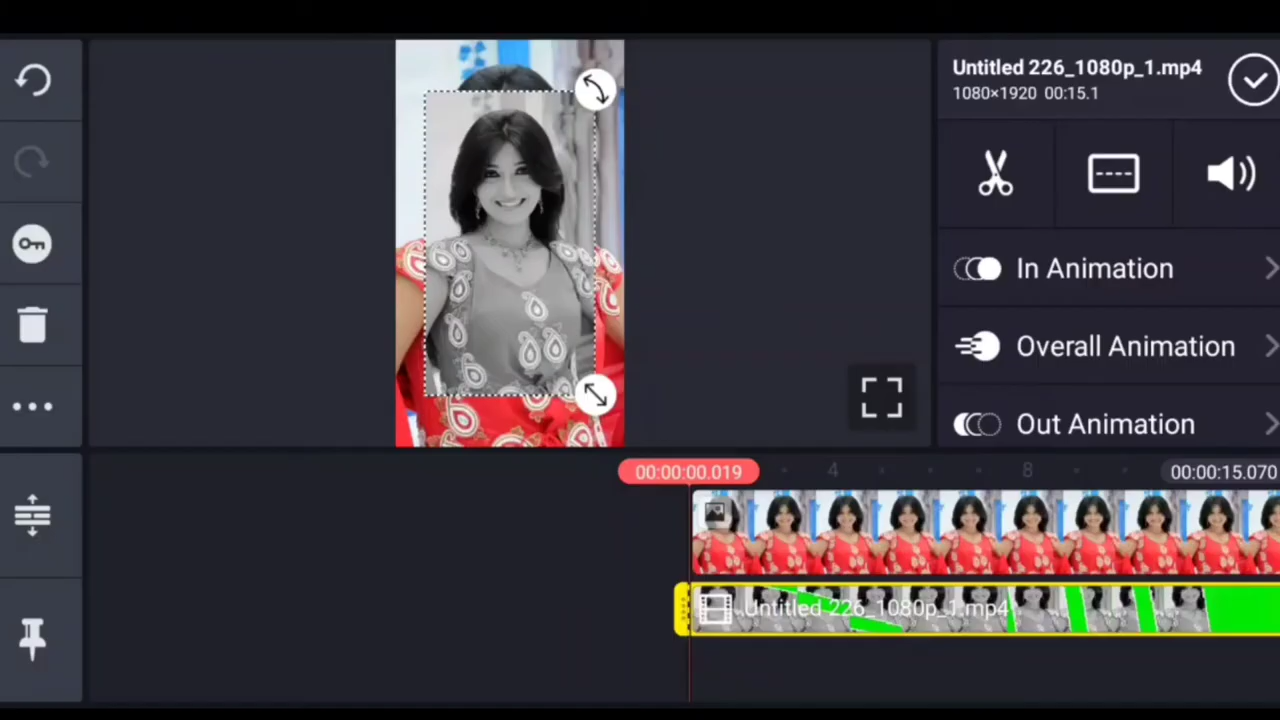 Untitled 226_1080p_1.mp4
1080×1920 00:15.1
In Animation
Overall Animation
Out Animation
00:00:00.019
4
8
00:00:15.070
Untitled 226_1080p_1.mp4